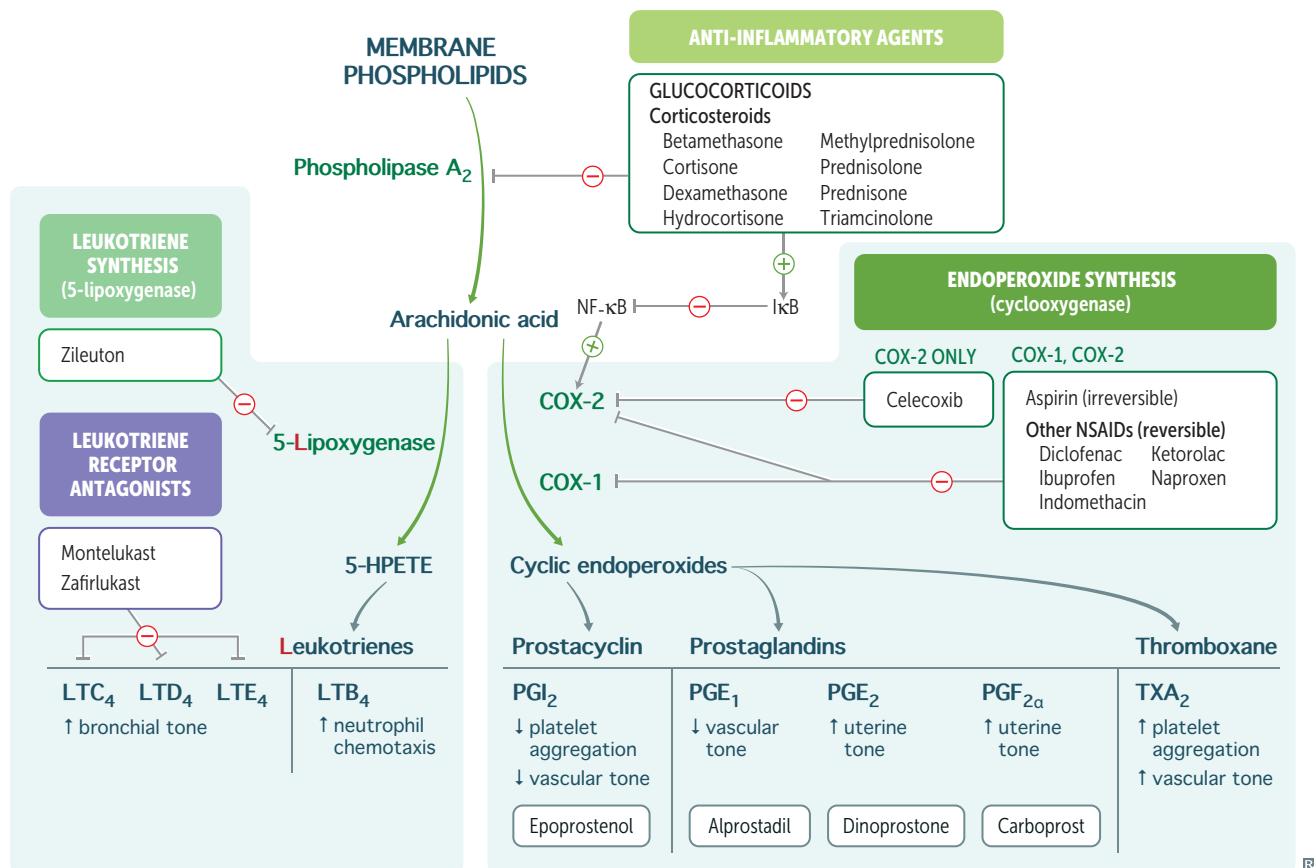 ANTI-INFLAMMATORY AGENTS
MEMBRANE
PHOSPHOLIPIDS
GLUCOCORTICOIDS
Corticosteroids
Betamethasone Methylprednisolone
Cortisone Prednisolone
Dexamethasone Prednisone
Hydrocortisone Triamcinolone
Phospholipase A₂
−
+
LEUKOTRIENE
SYNTHESIS
(5-lipoxygenase)
Zileuton
−
LEUKOTRIENE
RECEPTOR
ANTAGONISTS
Montelukast
Zafirlukast
−
Arachidonic acid
NF-κB
−
IκB
+
ENDOPEROXIDE SYNTHESIS
(cyclooxygenase)
COX-2 ONLY
Celecoxib
COX-1, COX-2
Aspirin (irreversible)
Other NSAIDs (reversible)
Diclofenac Ketorolac
Ibuprofen Naproxen
Indomethacin
COX-2
−
COX-1
−
5-Lipoxygenase
5-HPETE
Leukotrienes
LTC₄ LTD₄ LTE₄
↑ bronchial tone
LTB₄
↑ neutrophil
chemotaxis
Cyclic endoperoxides
Prostacyclin
PGI₂
↓ platelet
aggregation
↓ vascular tone
Epoprostenol
Prostaglandins
PGE₁
↓ vascular
tone
Alprostadil
PGE₂
↑ uterine
tone
Dinoprostone
PGF₂α
↑ uterine
tone
Carboprost
Thromboxane
TXA₂
↑ platelet
aggregation
↑ vascular tone